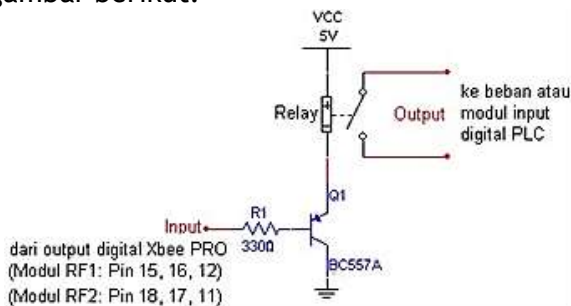 gambar berikut:
VCC
5V
Relay
Output
ke beban atau
modul input
digital PLC
Q1
R1
Input
330Ω
BC557A
dari output digital Xbee PRO
(Modul RF1: Pin 15, 16, 12)
(Modul RF2: Pin 18, 17, 11)